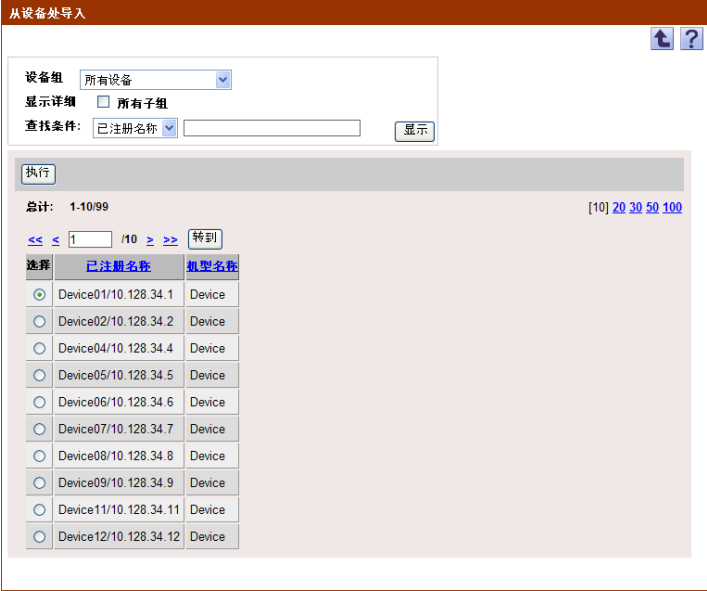 从设备处导入
?
设备组 所有设备
显示详细 所有子组
查找条件: 已注册名称 显示
执行
总计: 1-10/99 [10] 20 30 50 100
<< < 1 /10 > >> 转到
选择 已注册名称 机型名称
Device01/10.128.34.1 Device
Device02/10.128.34.2 Device
Device04/10.128.34.4 Device
Device05/10.128.34.5 Device
Device06/10.128.34.6 Device
Device07/10.128.34.7 Device
Device08/10.128.34.8 Device
Device09/10.128.34.9 Device
Device11/10.128.34.11 Device
Device12/10.128.34.12 Device